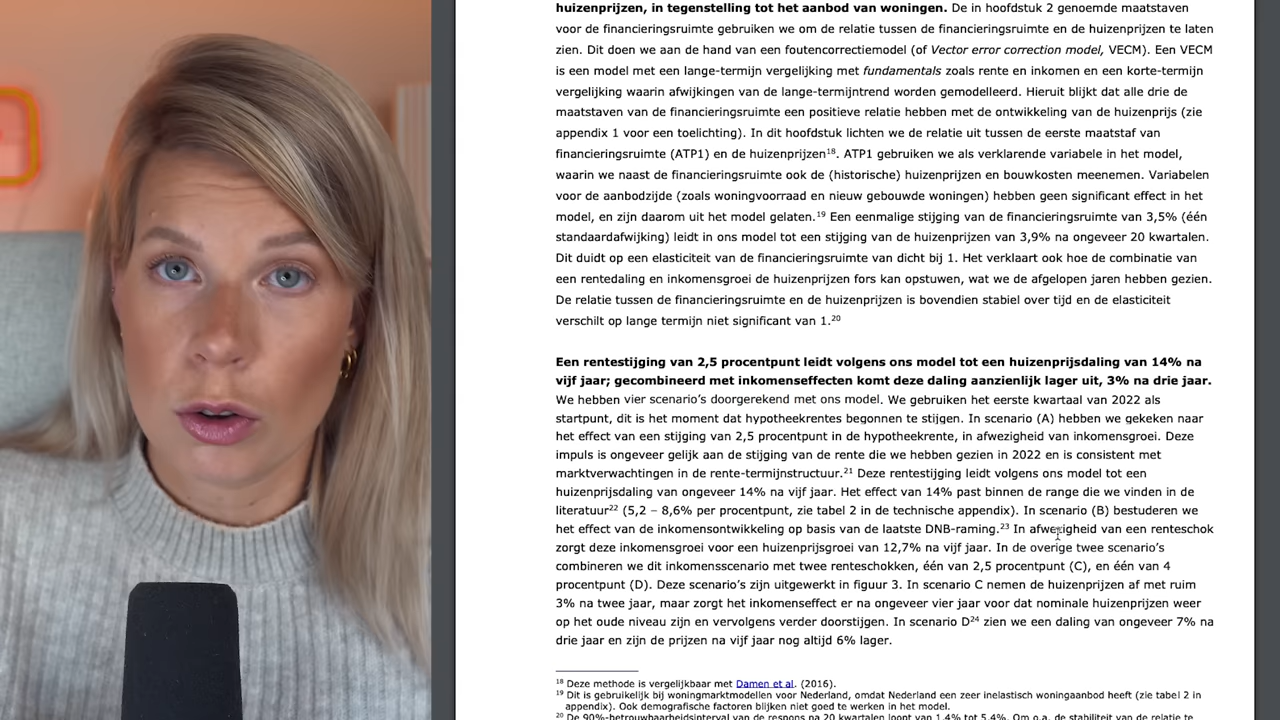 huizenprijzen, in tegenstelling tot het aanbod van woningen. De in hoofdstuk 2 genoemde maatstaven
voor de financieringsruimte gebruiken we om de relatie tussen de financieringsruimte en de huizenprijzen te laten
zien. Dit doen we aan de hand van een foutencorrectiemodel (of Vector error correction model, VECM). Een VECM
is een model met een lange-termijn vergelijking met fundamentals zoals rente en inkomen en een korte-termijn
vergelijking waarin afwijkingen van de lange-termijntrend worden gemodelleerd. Hieruit blijkt dat alle drie de
maatstaven van de financieringsruimte een positieve relatie hebben met de ontwikkeling van de huizenprijs (zie
appendix 1 voor een toelichting). In dit hoofdstuk lichten we de relatie uit tussen de eerste maatstaf van
financieringsruimte (ATP1) en de huizenprijzen18. ATP1 gebruiken we als verklarende variabele in het model,
waarin we naast de financieringsruimte ook de (historische) huizenprijzen en bouwkosten meenemen. Variabelen
voor de aanbodzijde (zoals woningvoorraad en nieuw gebouwde woningen) hebben geen significant effect in het
model, en zijn daarom uit het model gelaten.19 Een eenmalige stijging van de financieringsruimte van 3,5% (één
standaardafwijking) leidt in ons model tot een stijging van de huizenprijzen van 3,9% na ongeveer 20 kwartalen.
Dit duidt op een elasticiteit van de financieringsruimte van dicht bij 1. Het verklaart ook hoe de combinatie van
een rentedaling en inkomensgroei de huizenprijzen fors kan opstuwen, wat we de afgelopen jaren hebben gezien.
De relatie tussen de financieringsruimte en de huizenprijzen is bovendien stabiel over tijd en de elasticiteit
verschilt op lange termijn niet significant van 1.20
Een rentestijging van 2,5 procentpunt leidt volgens ons model tot een huizenprijsdaling van 14% na
vijf jaar; gecombineerd met inkomenseffecten komt deze daling aanzienlijk lager uit, 3% na drie jaar.
We hebben vier scenario's doorgerekend met ons model. We gebruiken het eerste kwartaal van 2022 als
startpunt, dit is het moment dat hypotheekrentes begonnen te stijgen. In scenario (A) hebben we gekeken naar
het effect van een stijging van 2,5 procentpunt in de hypotheekrente, in afwezigheid van inkomensgroei. Deze
impuls is ongeveer gelijk aan de stijging van de rente die we hebben gezien in 2022 en is consistent met
marktverwachtingen in de rente-termijnstructuur.21 Deze rentestijging leidt volgens ons model tot een
huizenprijsdaling van ongeveer 14% na vijf jaar. Het effect van 14% past binnen de range die we vinden in de
literatuur22 (5,2 – 8,6% per procentpunt, zie tabel 2 in de technische appendix). In scenario (B) bestuderen we
het effect van de inkomensontwikkeling op basis van de laatste DNB-raming.23 In afwezigheid van een renteschok
zorgt deze inkomensgroei voor een huizenprijsgroei van 12,7% na vijf jaar. In de overige twee scenario's
combineren we dit inkomensscenario met twee renteschokken, één van 2,5 procentpunt (C), en één van 4
procentpunt (D). Deze scenario's zijn uitgewerkt in figuur 3. In scenario C nemen de huizenprijzen af met ruim
3% na twee jaar, maar zorgt het inkomenseffect er na ongeveer vier jaar voor dat nominale huizenprijzen weer
op het oude niveau zijn en vervolgens verder doorstijgen. In scenario D24 zien we een daling van ongeveer 7% na
drie jaar en zijn de prijzen na vijf jaar nog altijd 6% lager.
18 Deze methode is vergelijkbaar met Damen et al. (2016).
19 Dit is gebruikelijk bij woningmarktmodellen voor Nederland, omdat Nederland een zeer inelastisch woningaanbod heeft (zie tabel 2 in
appendix). Ook demografische factoren blijken niet goed te werken in het model.
20 De 90%-betrouwbaarheidsinterval van de respons na 20 kwartalen loopt van 1,4% tot 5,4%. Om o.a. de stabiliteit van de relatie te